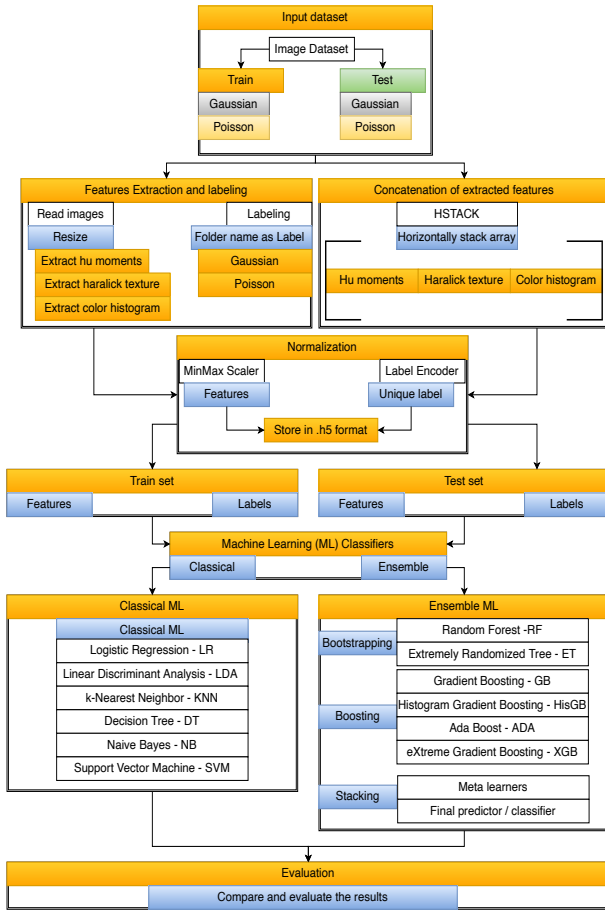 Input dataset
Image Dataset
Train
Test
Gaussian
Gaussian
Poisson
Poisson
Features Extraction and labeling
Read images
Labeling
Resize
Folder name as Label
Extract hu moments
Gaussian
Extract haralick texture
Poisson
Extract color histogram
Concatenation of extracted features
HSTACK
Horizontally stack array
Hu moments
Haralick texture
Color histogram
Normalization
MinMax Scaler
Label Encoder
Features
Unique label
Store in .h5 format
Train set
Features
Labels
Test set
Features
Labels
Machine Learning (ML) Classifiers
Classical
Ensemble
Classical ML
Classical ML
Logistic Regression - LR
Linear Discriminant Analysis - LDA
k-Nearest Neighbor - KNN
Decision Tree - DT
Naive Bayes - NB
Support Vector Machine - SVM
Ensemble ML
Bootstrapping
Random Forest -RF
Extremely Randomized Tree - ET
Boosting
Gradient Boosting - GB
Histogram Gradient Boosting - HisGB
Ada Boost - ADA
eXtreme Gradient Boosting - XGB
Stacking
Meta learners
Final predictor / classifier
Evaluation
Compare and evaluate the results